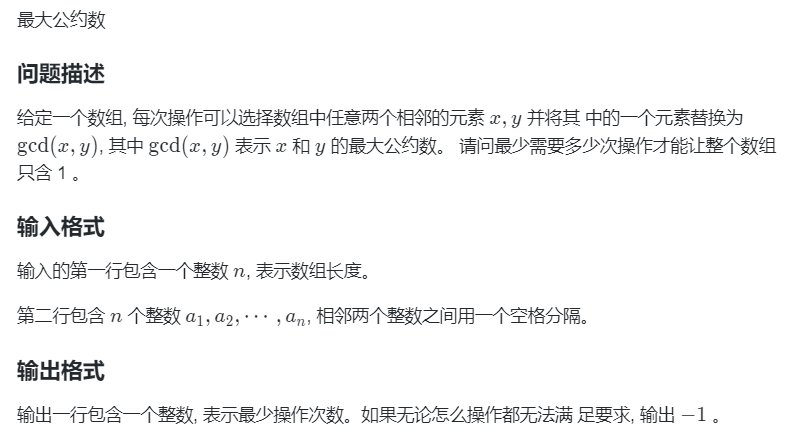 最大公约数
问题描述
给定一个数组, 每次操作可以选择数组中任意两个相邻的元素 x, y 并将其 中的一个元素替换为
gcd(x, y), 其中 gcd(x, y) 表示 x 和 y 的最大公约数。 请问最少需要多少次操作才能让整个数组
只含 1 。
输入格式
输入的第一行包含一个整数 n, 表示数组长度。
第二行包含 n 个整数 a₁, a₂, ⋯ , aₙ, 相邻两个整数之间用一个空格分隔。
输出格式
输出一行包含一个整数, 表示最少操作次数。如果无论怎么操作都无法满 足要求, 输出 −1 。